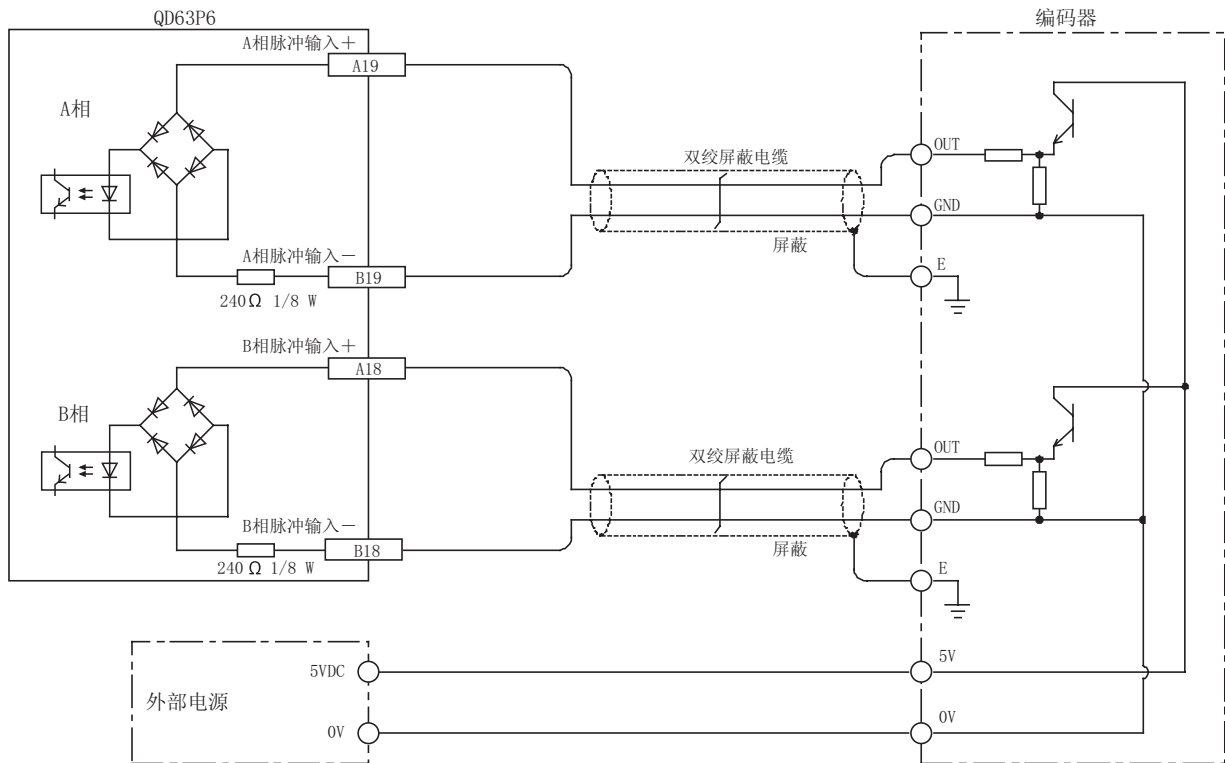 QD63P6
编码器
A相脉冲输入＋
A19
A相
OUT
双绞屏蔽电缆
GND
屏蔽
A相脉冲输入－
B19
E
240Ω 1/8 W
B相脉冲输入＋
A18
B相
OUT
双绞屏蔽电缆
GND
屏蔽
B相脉冲输入－
B18
240Ω 1/8 W
E
5VDC
5V
外部电源
0V
0V